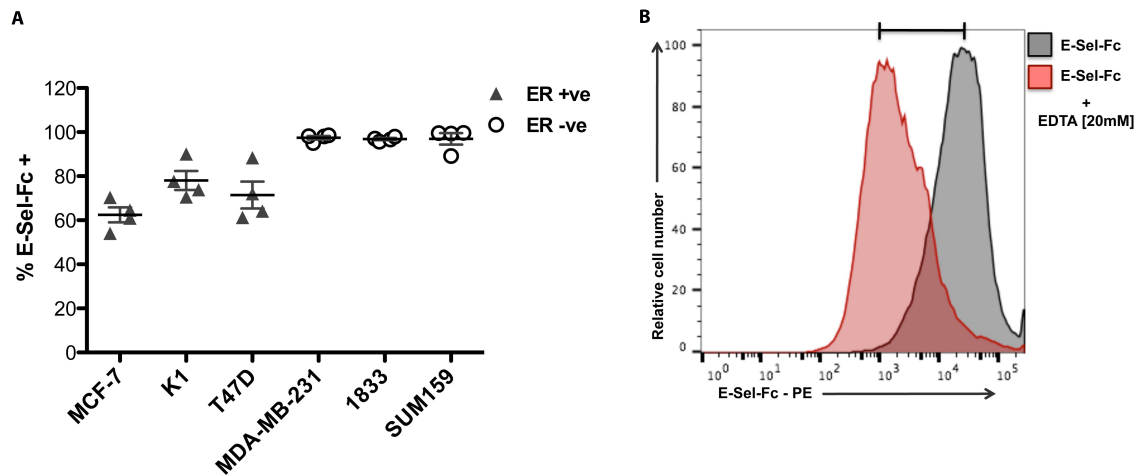 A
% E-Sel-Fc +
120
100
80
60
40
20
0
MCF-7
K1
T47D
MDA-MB-231
1833
SUM159
ER +ve
ER -ve
B
Relative cell number
100
80
60
40
20
0
10^0
10^1
10^2
10^3
10^4
10^5
E-Sel-Fc - PE
E-Sel-Fc
E-Sel-Fc
+
EDTA [20mM]